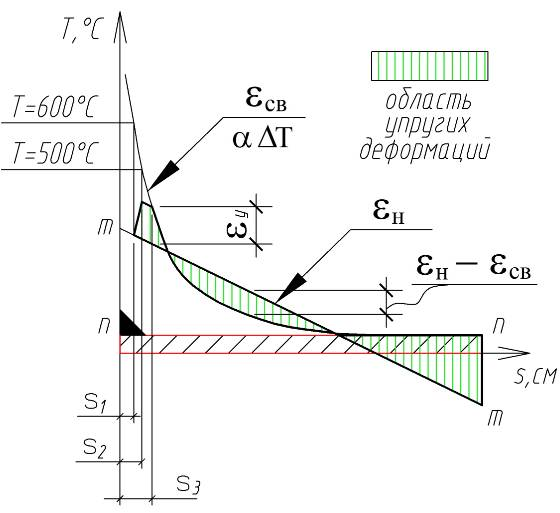 T,°C
T=600°C
T=500°C
εсв
α ΔT
область
упругих
деформаций
εу
εн
εн – εсв
m
n
n
S,см
m
S1
S2
S3